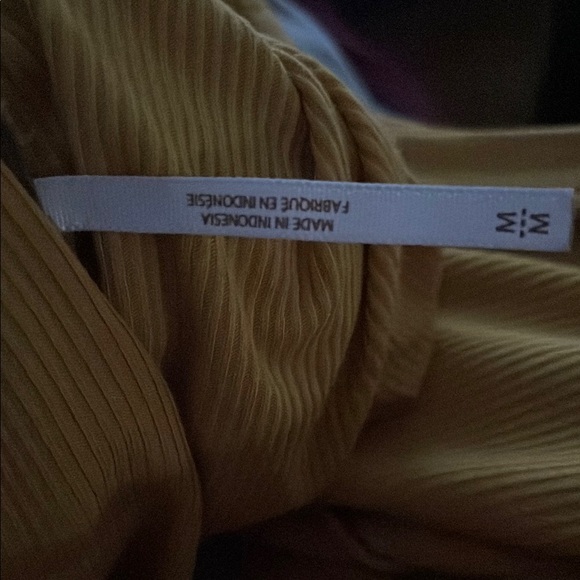 M M
MADE IN INDONESIA
FABRIQUÉ EN INDONÉSIE